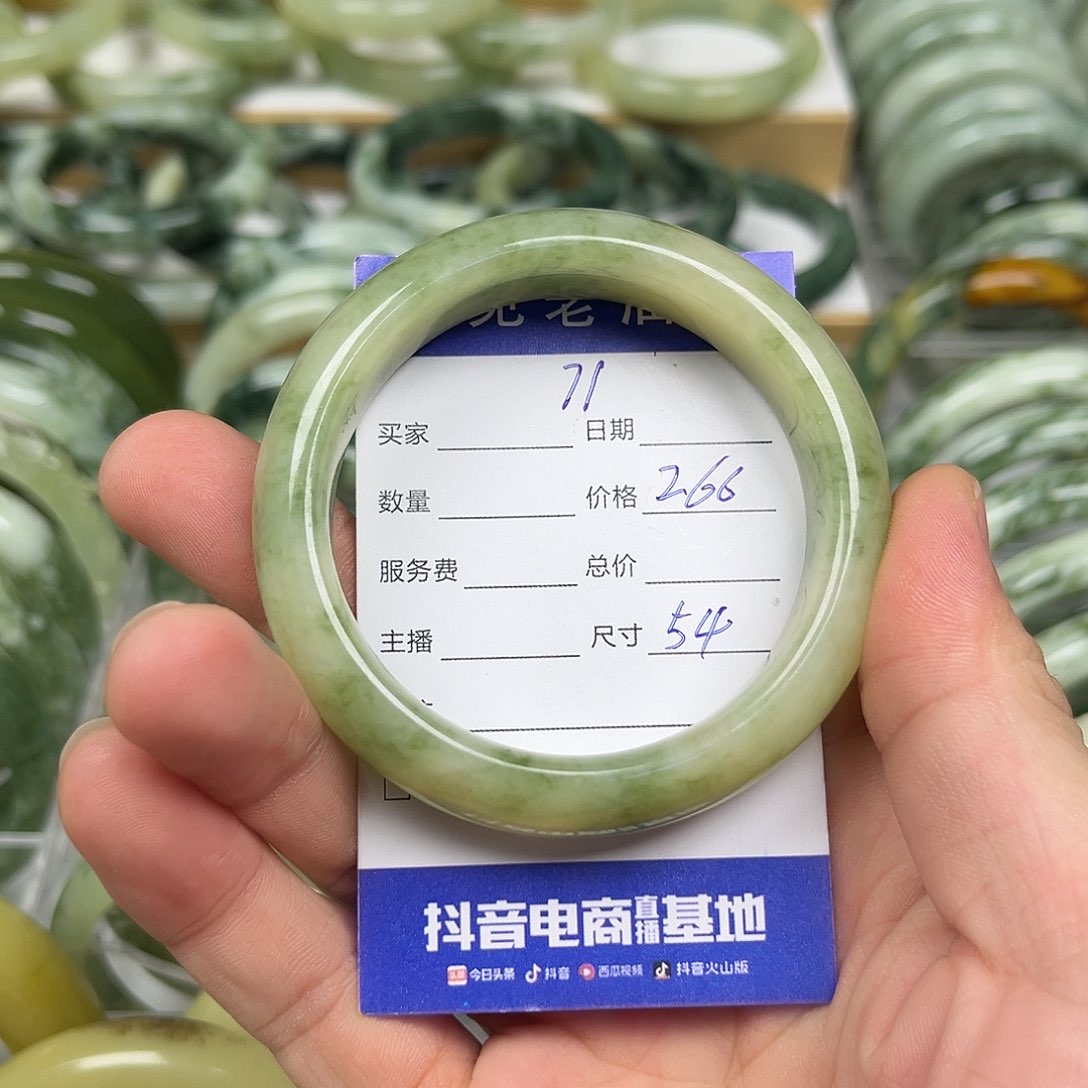 71
买家 日期
数量 价格 266
服务费 总价
主播 尺寸 54
抖音电商直播基地
今日头条 抖音 西瓜视频 抖音火山版